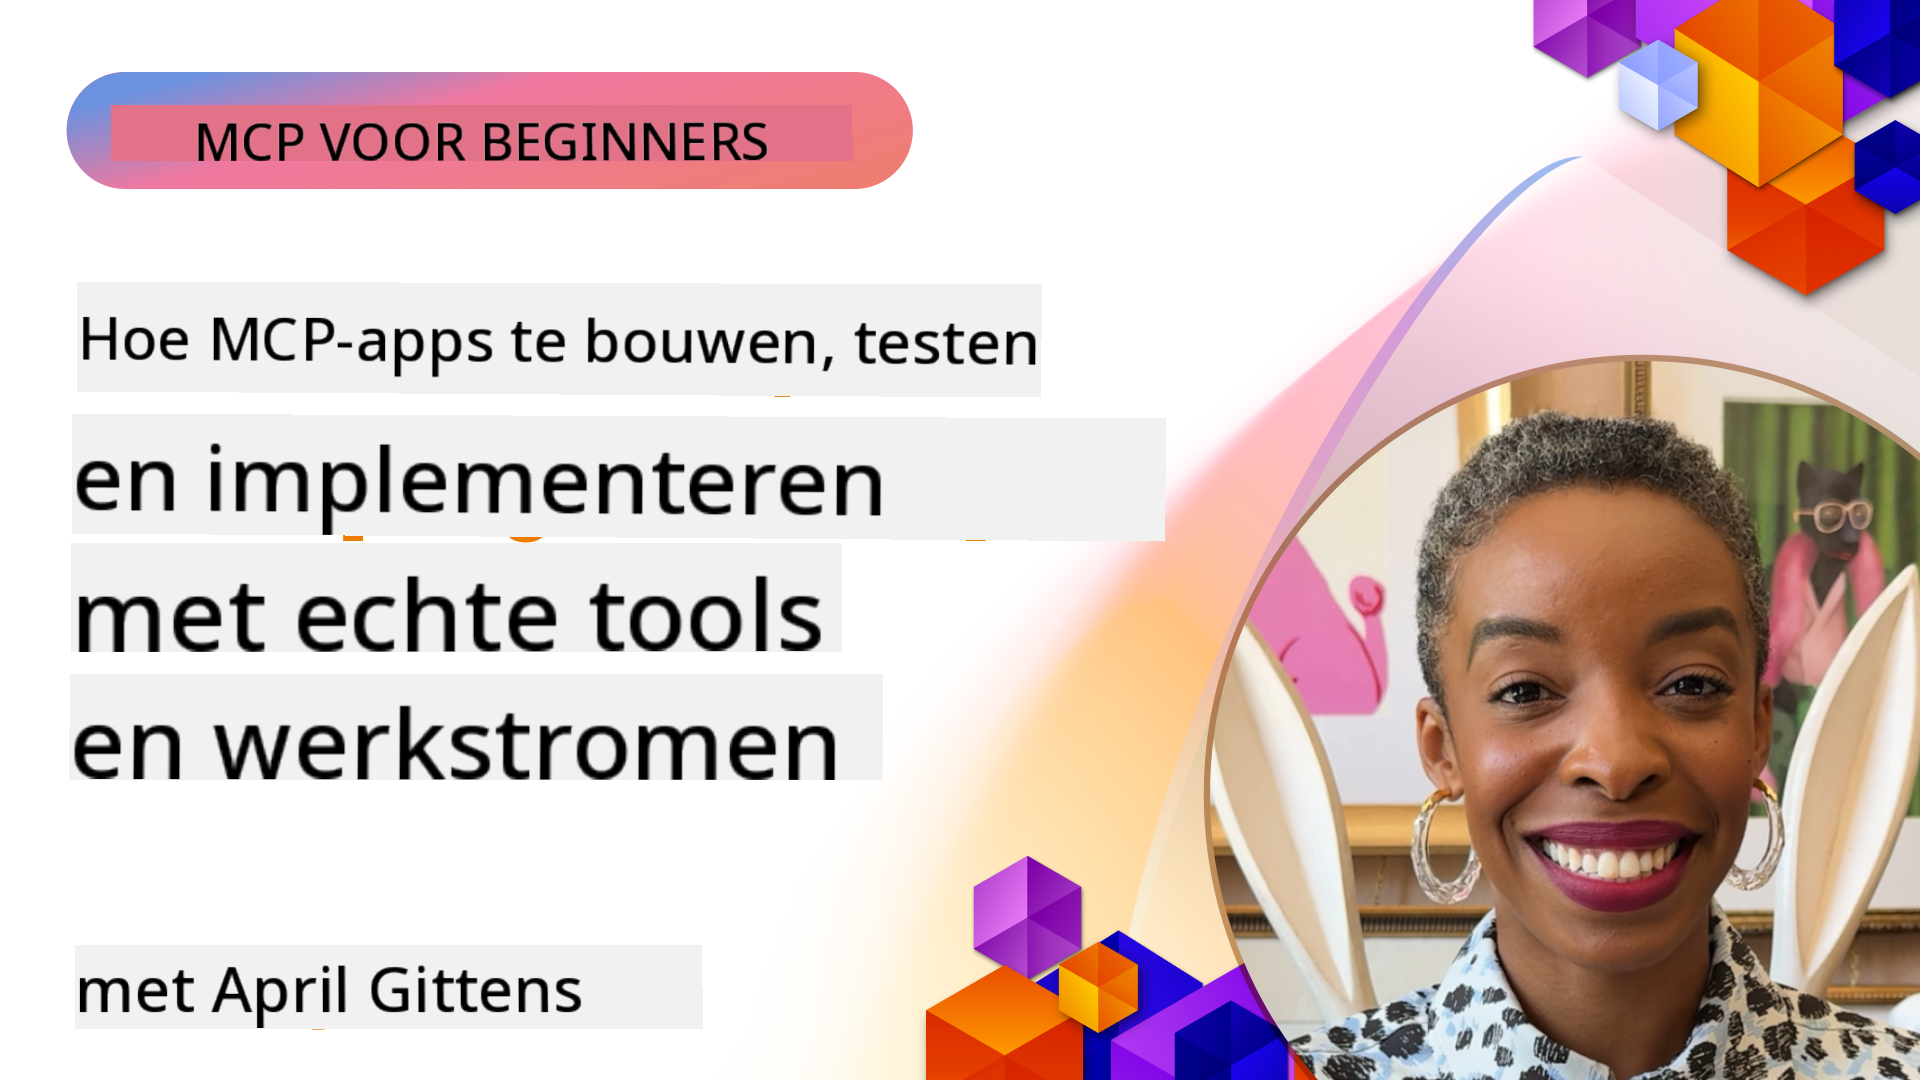 MCP VOOR BEGINNERS
Hoe MCP-apps te bouwen, testen
en implementeren
met echte tools
en werkstromen
met April Gittens